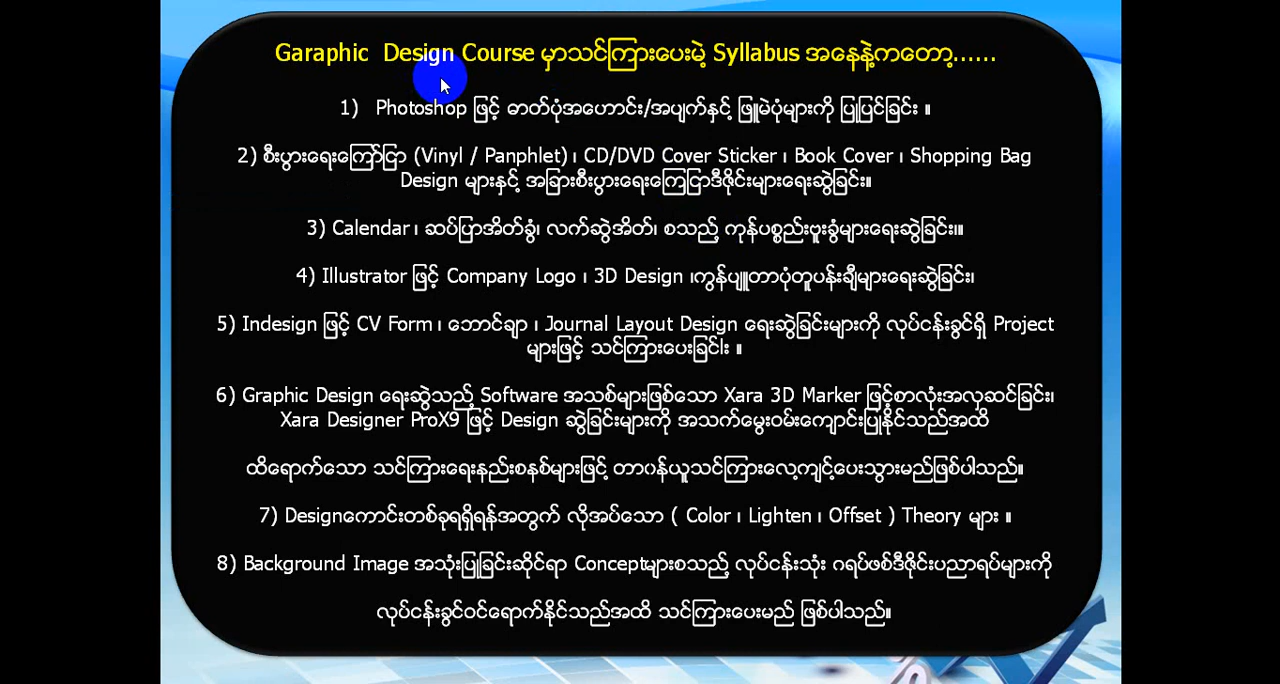 Garaphic Design Course မှာသင်ကြားပေးမဲ့ Syllabus အနေနဲ့ကတော့......
1) Photoshop ဖြင့် ဓာတ်ပုံအဟောင်း/အပျက်နှင့် ဖြူမဲပုံများကို ပြုပြင်ခြင်း ။
2) စီးပွားရေးကြော်ငြာ (Vinyl / Panphlet) ၊ CD/DVD Cover Sticker ၊ Book Cover ၊ Shopping Bag
Design များနှင့် အခြားစီးပွားရေးကြေငြာဒီဇိုင်းများရေးဆွဲခြင်း။
3) Calendar ၊ ဆပ်ပြာအိတ်ခွံ၊ လက်ဆွဲအိတ်၊ စသည့် ကုန်ပစ္စည်းဗူးခွံများရေးဆွဲခြင်း၊။
4) Illustrator ဖြင့် Company Logo ၊ 3D Design ၊ကွန်ပျူတာပုံတူပန်းချီများရေးဆွဲခြင်း၊
5) Indesign ဖြင့် CV Form ၊ ဘောင်ချာ ၊ Journal Layout Design ရေးဆွဲခြင်းများကို လုပ်ငန်းခွင်ရှိ Project
များဖြင့် သင်ကြားပေးခြင်း ။
6) Graphic Design ရေးဆွဲသည့် Software အသစ်များဖြစ်သော Xara 3D Marker ဖြင့်စာလုံးအလှဆင်ခြင်း၊
Xara Designer ProX9 ဖြင့် Design ဆွဲခြင်းများကို အသက်မွေးဝမ်းကျောင်းပြုနိုင်သည်အထိ
ထိရောက်သော သင်ကြားရေးနည်းစနစ်များဖြင့် တာဝန်ယူသင်ကြားလေ့ကျင့်ပေးသွားမည်ဖြစ်ပါသည်။
7) Designကောင်းတစ်ခုရရှိရန်အတွက် လိုအပ်သော ( Color ၊ Lighten ၊ Offset ) Theory များ ။
8) Background Image အသုံးပြုခြင်းဆိုင်ရာ Conceptများစသည့် လုပ်ငန်းသုံး ဂရပ်ဖစ်ဒီဇိုင်းပညာရပ်များကို
လုပ်ငန်းခွင်ဝင်ရောက်နိုင်သည်အထိ သင်ကြားပေးမည် ဖြစ်ပါသည်။